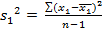 s₁² = ∑(x₁−x̅₁)² / n−1